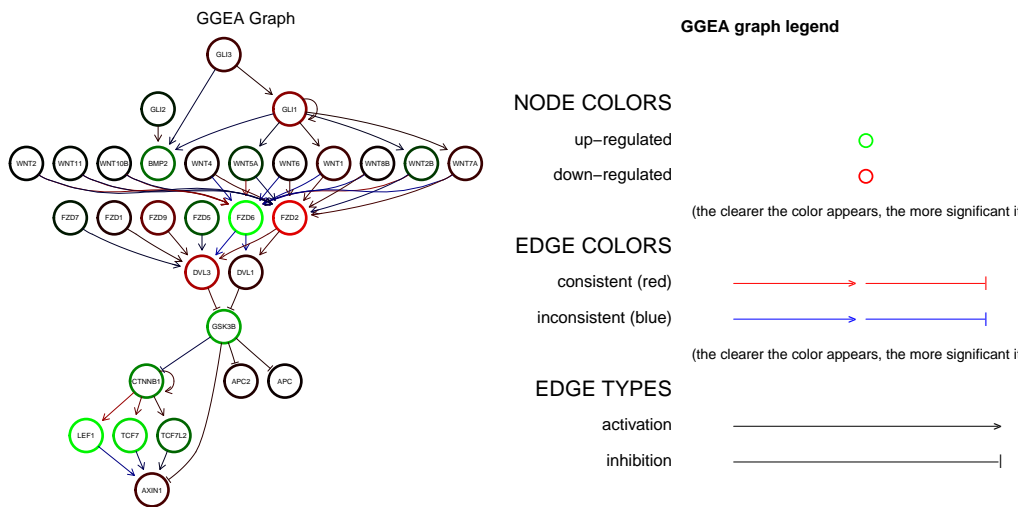 GGEA Graph
GLI3
GLI2
GLI1
WNT2
WNT11
WNT10B
BMP2
WNT4
WNT5A
WNT6
WNT1
WNT8B
WNT2B
WNT7A
FZD7
FZD1
FZD9
FZD5
FZD6
FZD2
DVL3
DVL1
GSK3B
CTNNB1
APC2
APC
LEF1
TCF7
TCF7L2
AXIN1
GGEA graph legend
NODE COLORS
up−regulated
down−regulated
(the clearer the color appears, the more significant i
EDGE COLORS
consistent (red)
inconsistent (blue)
(the clearer the color appears, the more significant i
EDGE TYPES
activation
inhibition